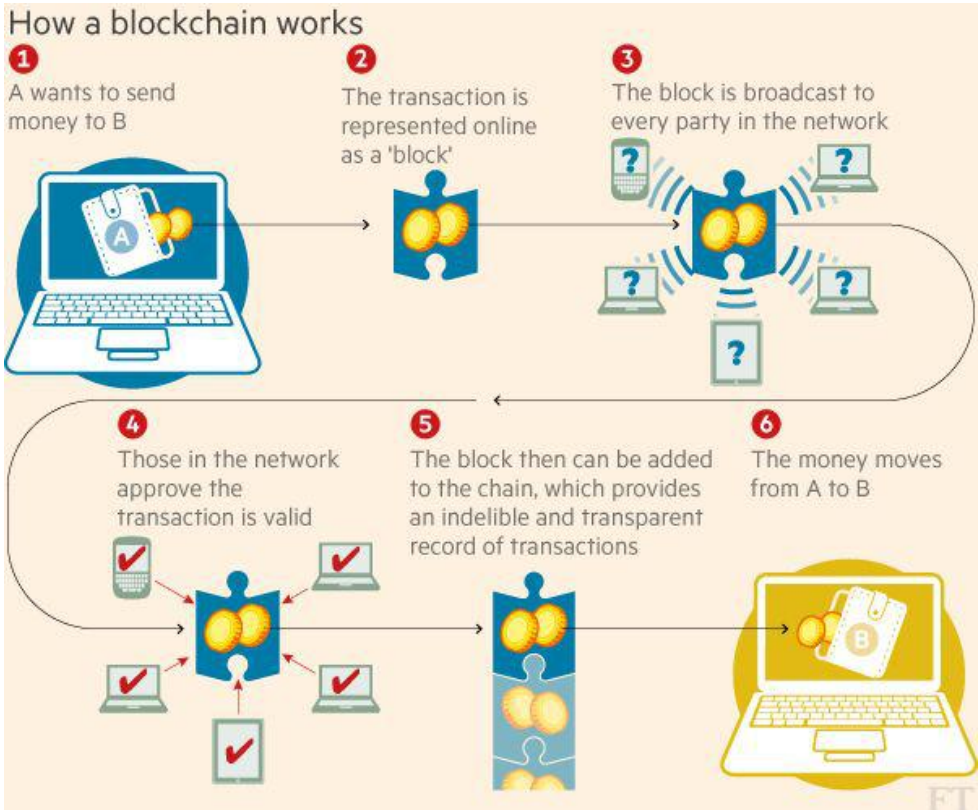 How a blockchain works
1
A wants to send
money to B
2
The transaction is
represented online
as a 'block'
3
The block is broadcast to
every party in the network
A
?
?
?
?
?
4
Those in the network
approve the
transaction is valid
5
The block then can be added
to the chain, which provides
an indelible and transparent
record of transactions
6
The money moves
from A to B
B
FT